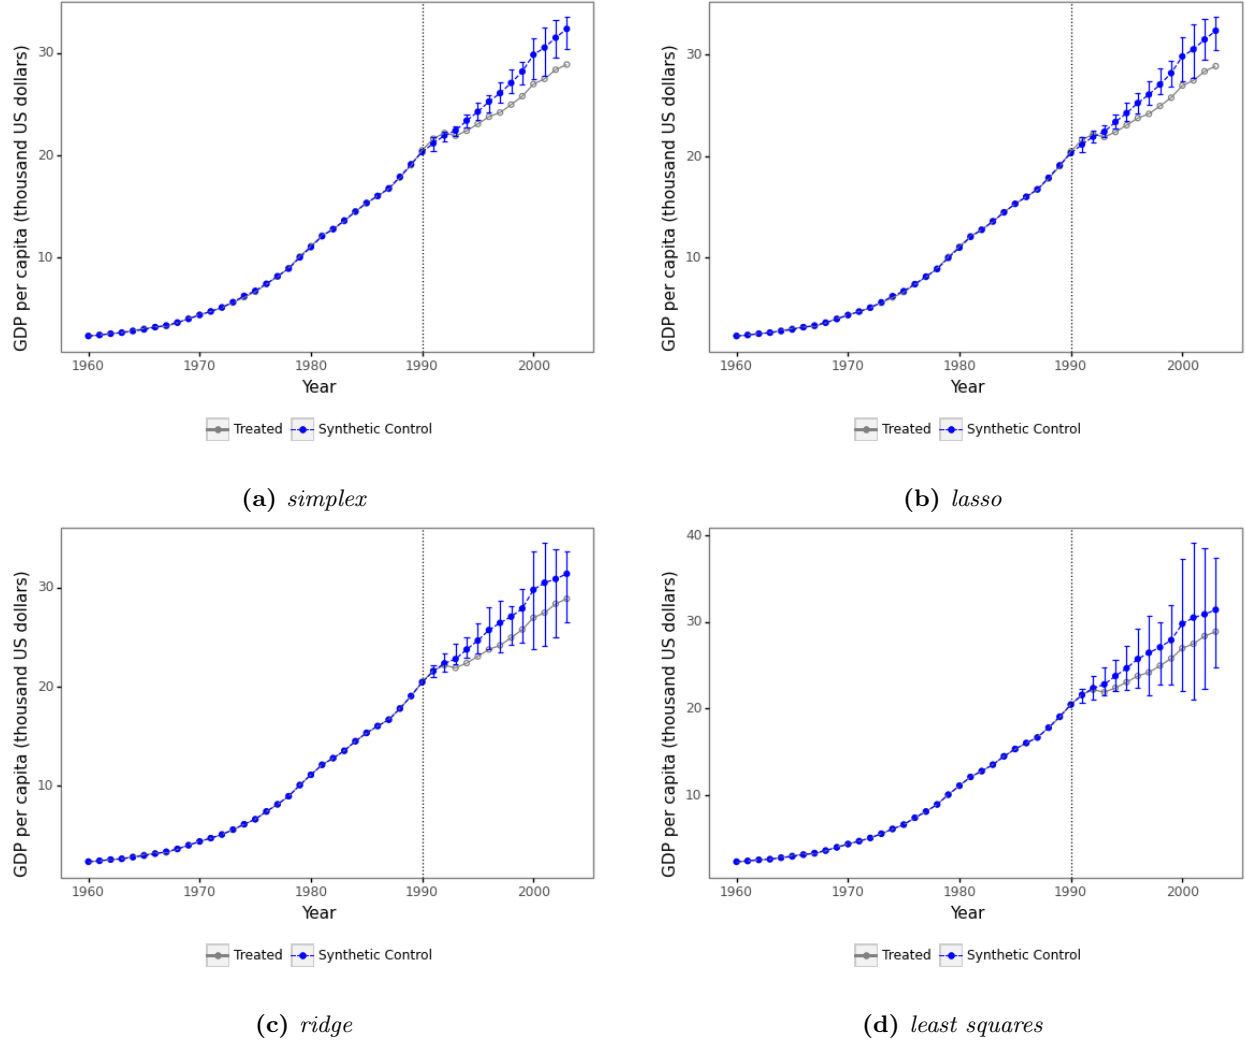 GDP per capita (thousand US dollars)
30
20
10
1960 1970 1980 1990 2000
Year
Treated Synthetic Control
(a) simplex
GDP per capita (thousand US dollars)
30
20
10
1960 1970 1980 1990 2000
Year
Treated Synthetic Control
(b) lasso
GDP per capita (thousand US dollars)
30
20
10
1960 1970 1980 1990 2000
Year
Treated Synthetic Control
(c) ridge
GDP per capita (thousand US dollars)
40
30
20
10
1960 1970 1980 1990 2000
Year
Treated Synthetic Control
(d) least squares